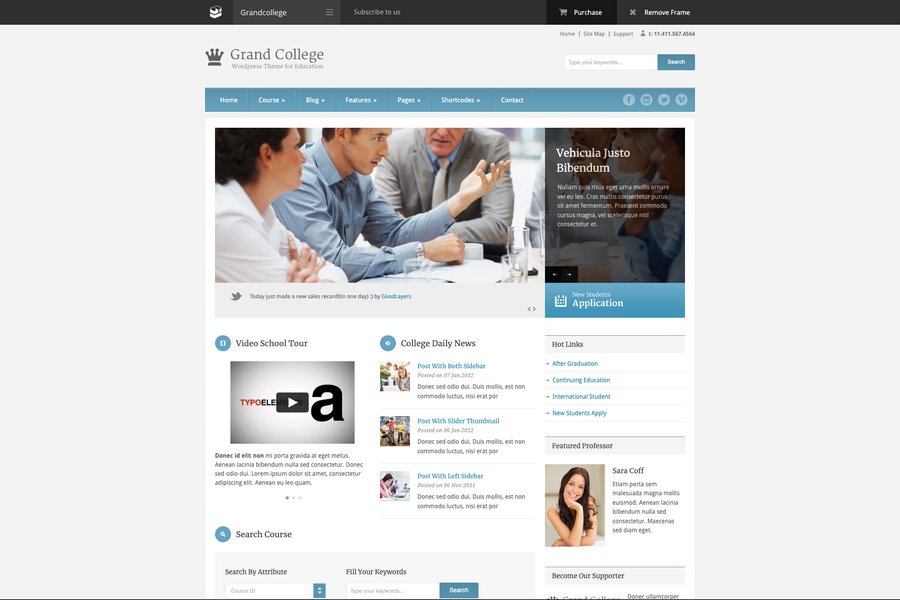 Grandcollege
Subscribe to us
Purchase
Remove Frame
Home | Site Map | Support t: 11.411.567.4564
Grand College
Wordpress Theme for Education
Type your keywords...
Search
Home Course » Blog » Features » Pages » Shortcodes » Contact
Vehicula Justo
Bibendum
Nullam quis risus eget urna mollis ornare
vei eu leo. Cras mattis consectetur purus
sit amet fermentum. Praesent commodo
cursus magna, vel scelerisque nisl
consectetur et.
Today just made a new sales record!(in one day) :) by GoodLayers
New Students
Application
Video School Tour
TYPOELEMENTS a
Donec id elit non mi porta gravida at eget metus.
Aenean lacinia bibendum nulla sed consectetur. Donec
sed odio dui. Lorem ipsum dolor sit amet, consectetur
adipiscing elit. Aenean eu leo quam.
College Daily News
Post With Both Sidebar
Posted on 07 Jan 2012
Donec sed odio dui. Duis mollis, est non
commodo luctus, nisi erat por
Post With Slider Thumbnail
Posted on 06 Jan 2012
Donec sed odio dui. Duis mollis, est non
commodo luctus, nisi erat por
Post With Left Sidebar
Posted on 06 Nov 2011
Donec sed odio dui. Duis mollis, est non
commodo luctus, nisi erat por
Hot Links
After Graduation
Continuing Education
International Student
New Students Apply
Featured Professor
Sara Coff
Etiam porta sem
malesuada magna mollis
euismod. Aenean lacinia
bibendum nulla sed
consectetur. Maecenas
sed diam eget.
Search Course
Search By Attribute
Course ID
Fill Your Keywords
Type your keywords...
Search
Become Our Supporter
Grand College
Donec ullamcorper